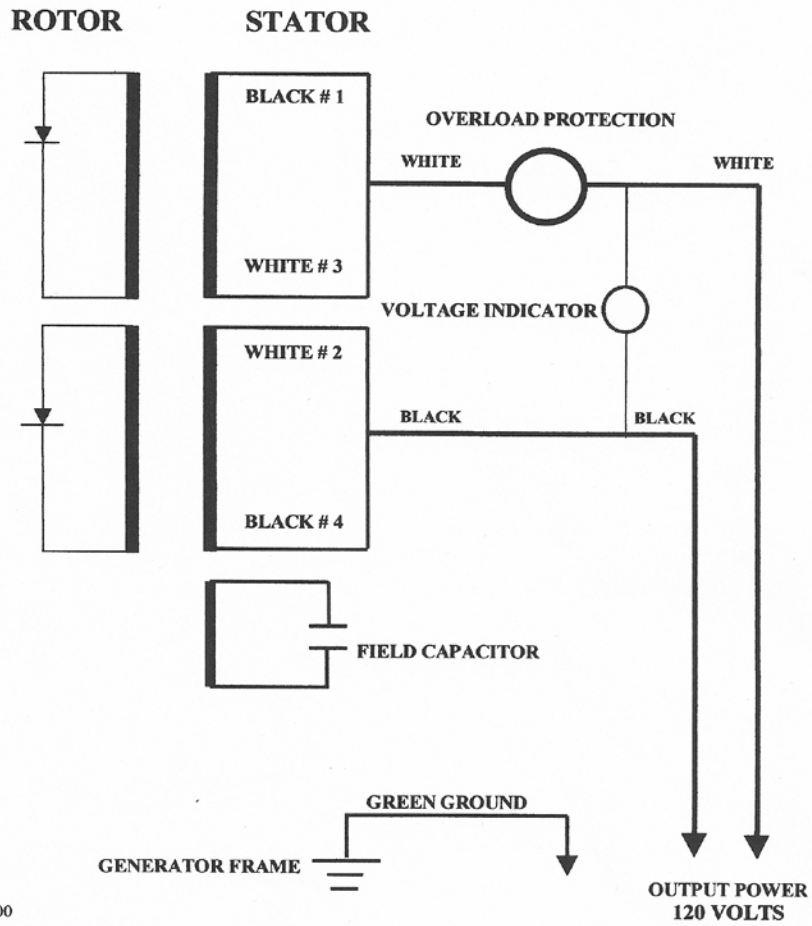 ROTOR
STATOR
BLACK # 1
OVERLOAD PROTECTION
WHITE
WHITE
WHITE # 3
VOLTAGE INDICATOR
WHITE # 2
BLACK
BLACK
BLACK # 4
FIELD CAPACITOR
GREEN GROUND
GENERATOR FRAME
OUTPUT POWER
120 VOLTS